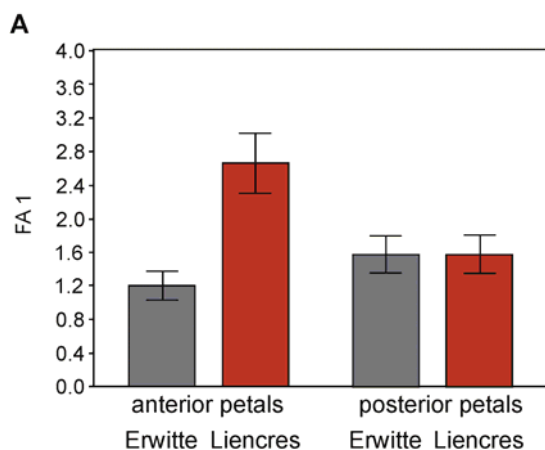 A
4.0
3.6
3.2
2.8
2.4
2.0
1.6
1.2
0.8
0.4
0.0
FA 1
anterior petals posterior petals
Erwitte Liencres Erwitte Liencres